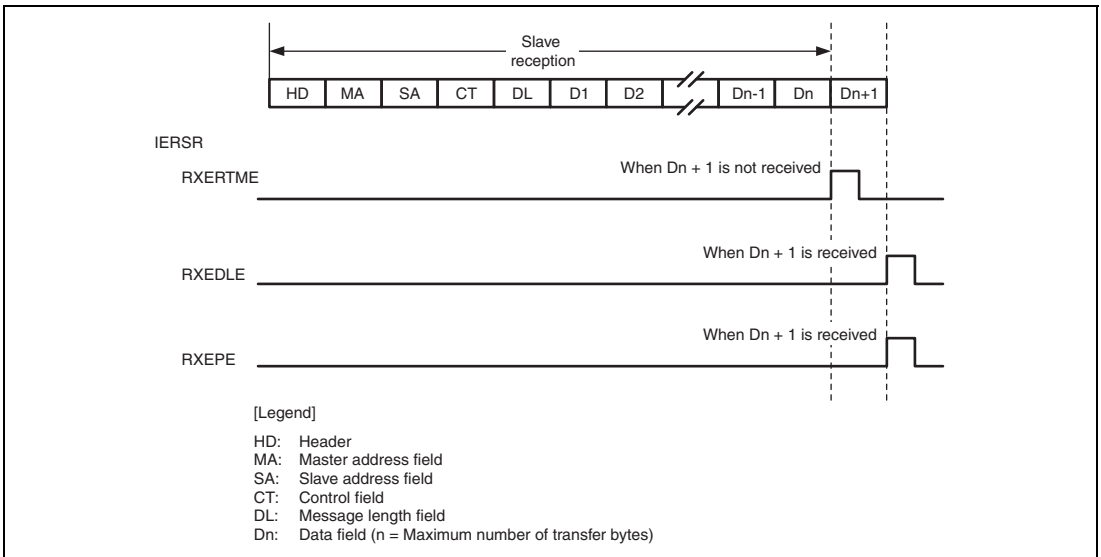 Slave
reception
HD MA SA CT DL D1 D2 Dn-1 Dn Dn+1
IERSR
When Dn + 1 is not received
RXERTME
When Dn + 1 is received
RXEDLE
When Dn + 1 is received
RXEPE
[Legend]
HD: Header
MA: Master address field
SA: Slave address field
CT: Control field
DL: Message length field
Dn: Data field (n = Maximum number of transfer bytes)